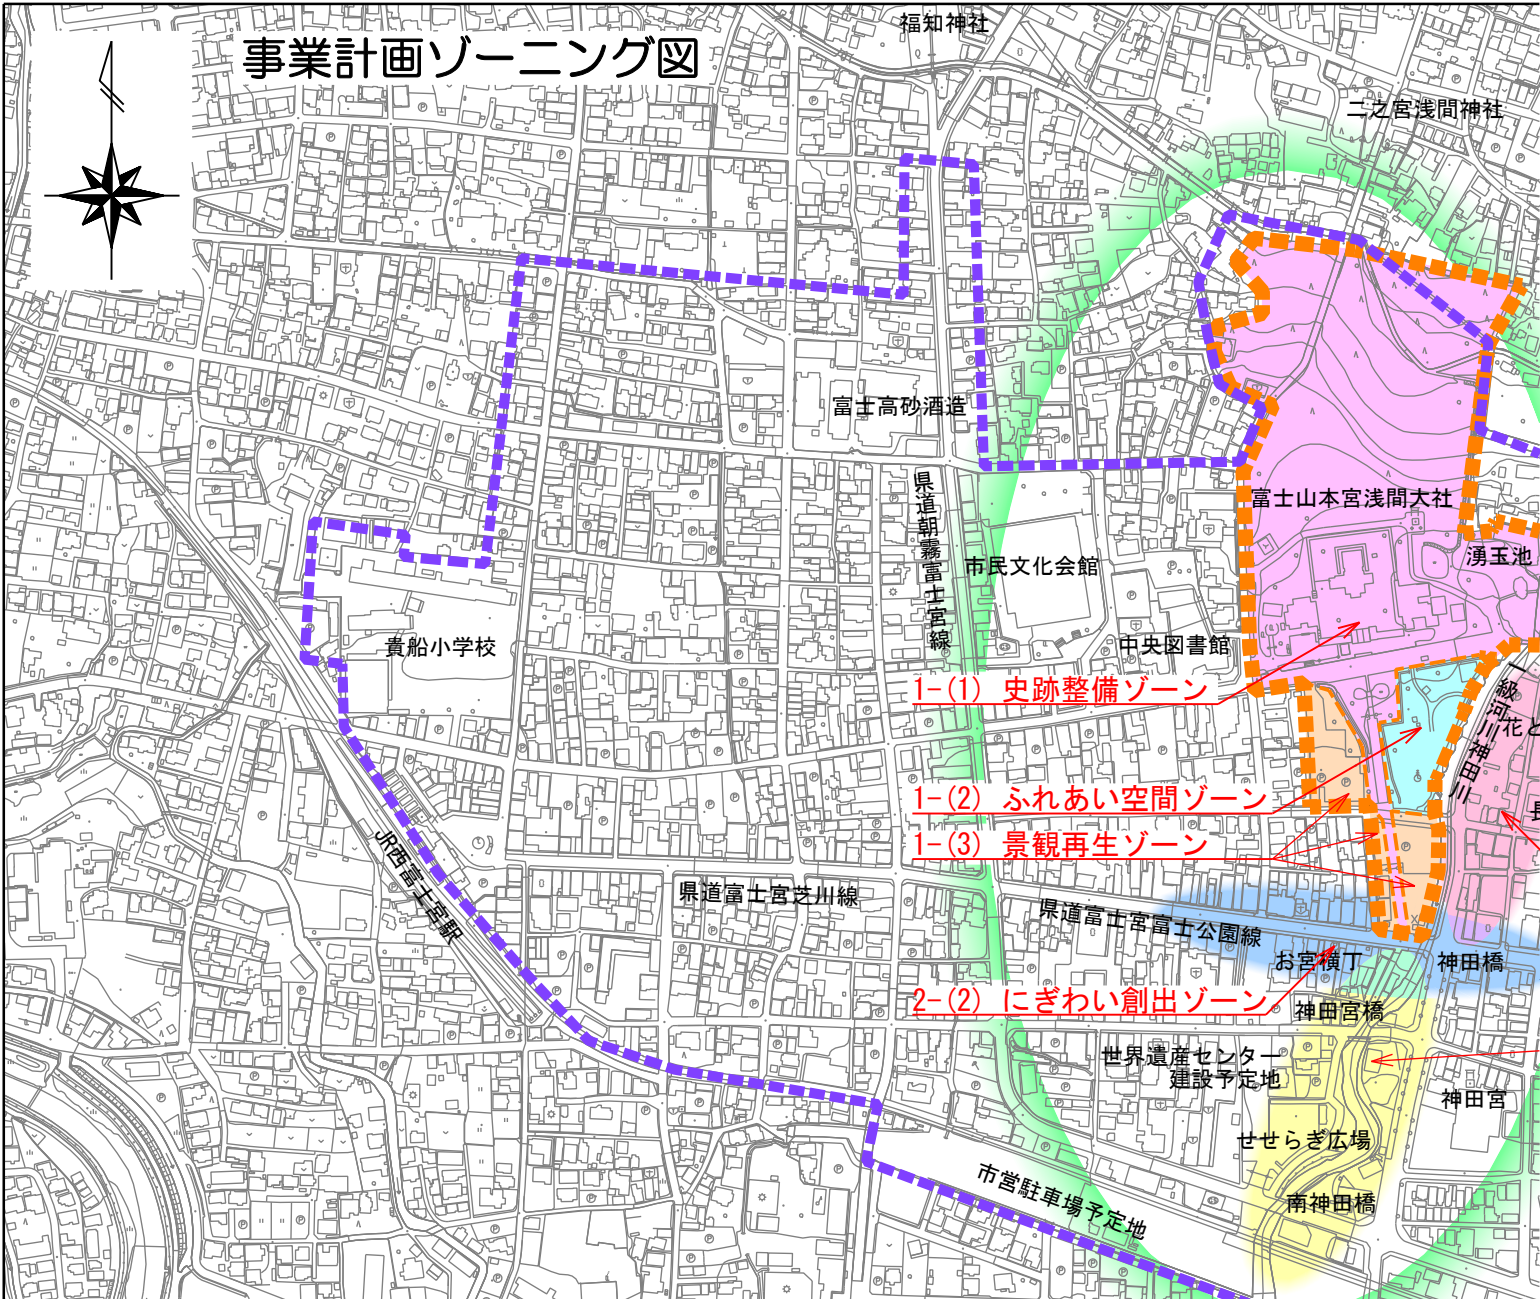 事業計画ゾーニング図
福知神社
二之宮浅間神社
富士高砂酒造
県道朝霧富士宮線
富士山本宮浅間大社
湧玉池
市民文化会館
中央図書館
貴船小学校
1-(1) 史跡整備ゾーン
一級河川神田川
花と
1-(2) ふれあい空間ゾーン
長
1-(3) 景観再生ゾーン
JR西富士宮駅
県道富士宮芝川線
県道富士宮富士公園線
お宮横丁
神田橋
2-(2) にぎわい創出ゾーン
神田宮橋
世界遺産センター
建設予定地
神田宮
せせらぎ広場
市営駐車場予定地
南神田橋